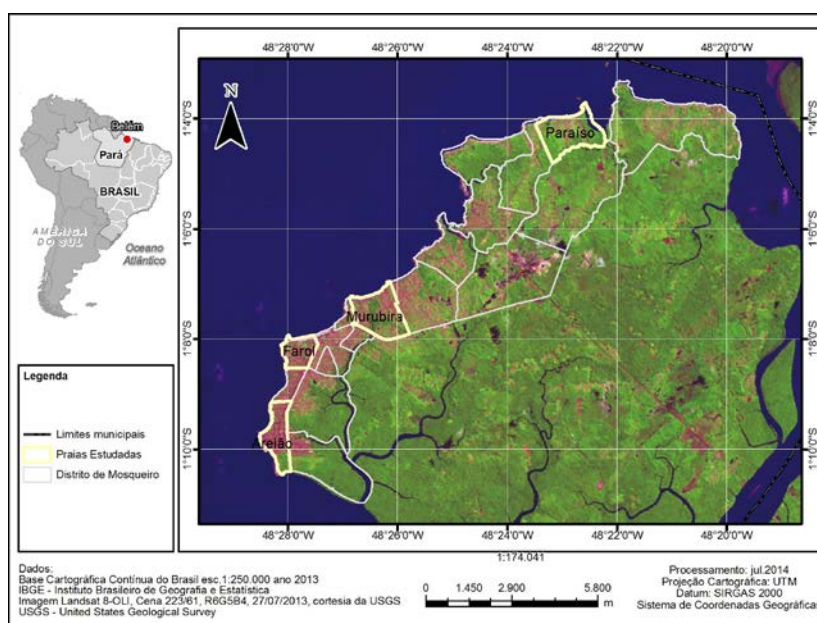 48°28'0"W 48°26'0"W 48°24'0"W 48°22'0"W 48°20'0"W
N
1°4'0"S 1°4'0"S
Paraíso
Belém
Pará
BRASIL
AMÉRICA
DO SUL
Oceano
Atlântico
1°6'0"S 1°6'0"S
Murubira
1°8'0"S 1°8'0"S
Farol
Areião
1°10'0"S 1°10'0"S
Legenda
Limites municipais
Praias Estudadas
Distrito de Mosqueiro
48°28'0"W 48°26'0"W 48°24'0"W 48°22'0"W 48°20'0"W
1:174.041
Dados:
Base Cartográfica Contínua do Brasil esc.1:250.000 ano 2013
IBGE - Instituto Brasileiro de Geografia e Estatística
Imagem Landsat 8-OLI, Cena 223/61, R6G5B4, 27/07/2013, cortesia da USGS
USGS - United States Geological Survey
0 1.450 2.900 5.800
m
Processamento: jul.2014
Projeção Cartográfica: UTM
Datum: SIRGAS 2000
Sistema de Coordenadas Geográficas